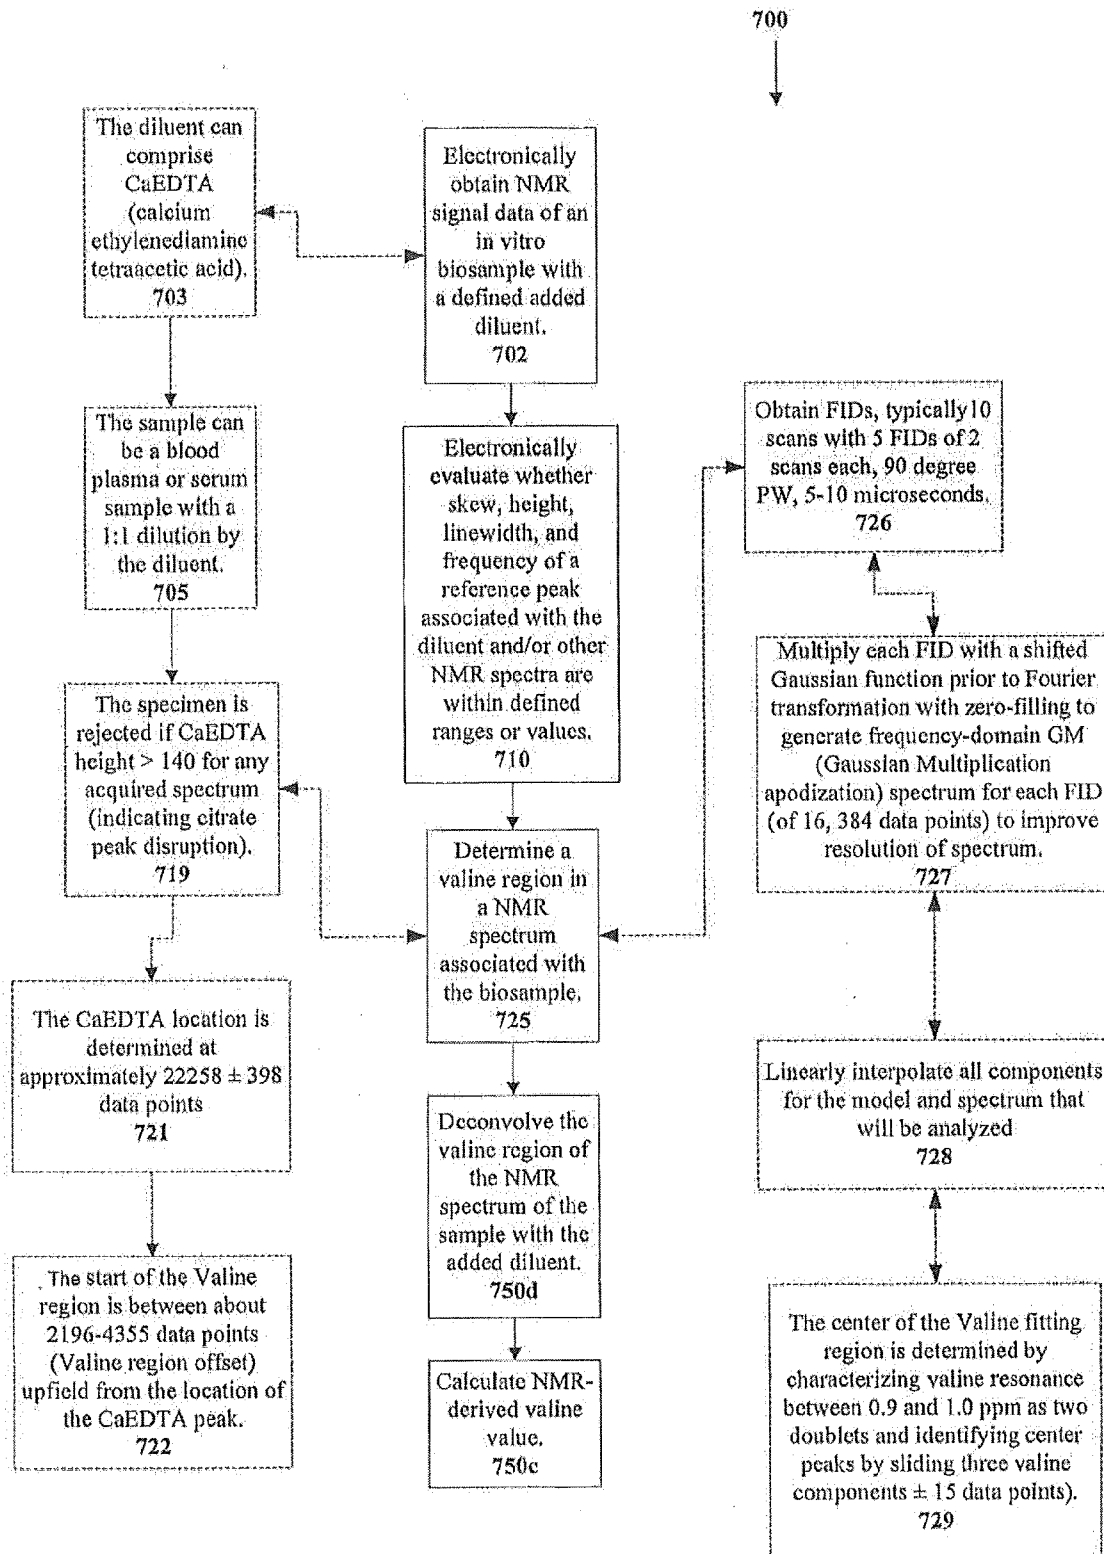 700
The diluent can
comprise
CaEDTA
(calcium
ethylenediamine
tetraacetic acid).
703
Electronically
obtain NMR
signal data of an
in vitro
biosample with
a defined added
diluent.
702
The sample can
be a blood
plasma or serum
sample with a
1:1 dilution by
the diluent.
705
Electronically
evaluate whether
skew, height,
linewidth, and
frequency of a
reference peak
associated with the
diluent and/or other
NMR spectra are
within defined
ranges or values.
710
Obtain FIDs, typically10
scans with 5 FIDs of 2
scans each, 90 degree
PW, 5-10 microseconds.
726
The specimen is
rejected if CaEDTA
height > 140 for any
acquired spectrum
(indicating citrate
peak disruption).
719
Multiply each FID with a shifted
Gaussian function prior to Fourier
transformation with zero-filling to
generate frequency-domain GM
(Gaussian Multiplication
apodization) spectrum for each FID
(of 16, 384 data points) to improve
resolution of spectrum.
727
Determine a
valine region in
a NMR
spectrum
associated with
the biosample.
725
The CaEDTA location is
determined at
approximately 22258 ± 398
data points
721
Linearly interpolate all components
for the model and spectrum that
will be analyzed
728
Deconvolve the
valine region of
the NMR
spectrum of the
sample with the
added diluent.
750d
The start of the Valine
region is between about
2196-4355 data points
(Valine region offset)
upfield from the location of
the CaEDTA peak.
722
Calculate NMR-
derived valine
value.
750c
The center of the Valine fitting
region is determined by
characterizing valine resonance
between 0.9 and 1.0 ppm as two
doublets and identifying center
peaks by sliding three valine
components ± 15 data points).
729